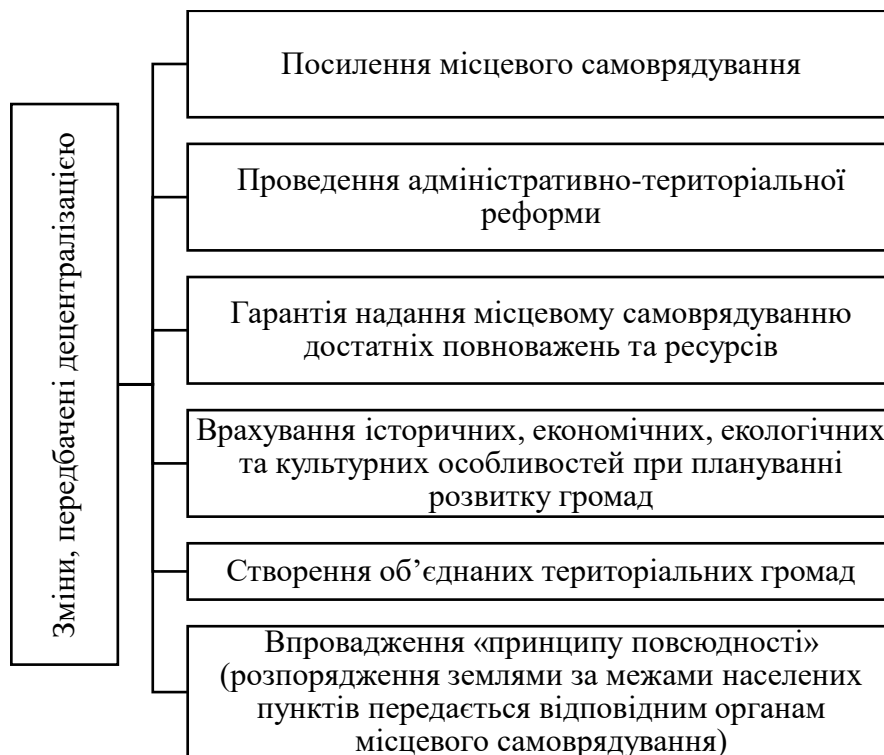 Зміни, передбачені децентралізацією
Посилення місцевого самоврядування
Проведення адміністративно-територіальної
реформи
Гарантія надання місцевому самоврядуванню
достатніх повноважень та ресурсів
Врахування історичних, економічних, екологічних
та культурних особливостей при плануванні
розвитку громад
Створення об’єднаних територіальних громад
Впровадження «принципу повсюдності»
(розпорядження землями за межами населених
пунктів передається відповідним органам
місцевого самоврядування)